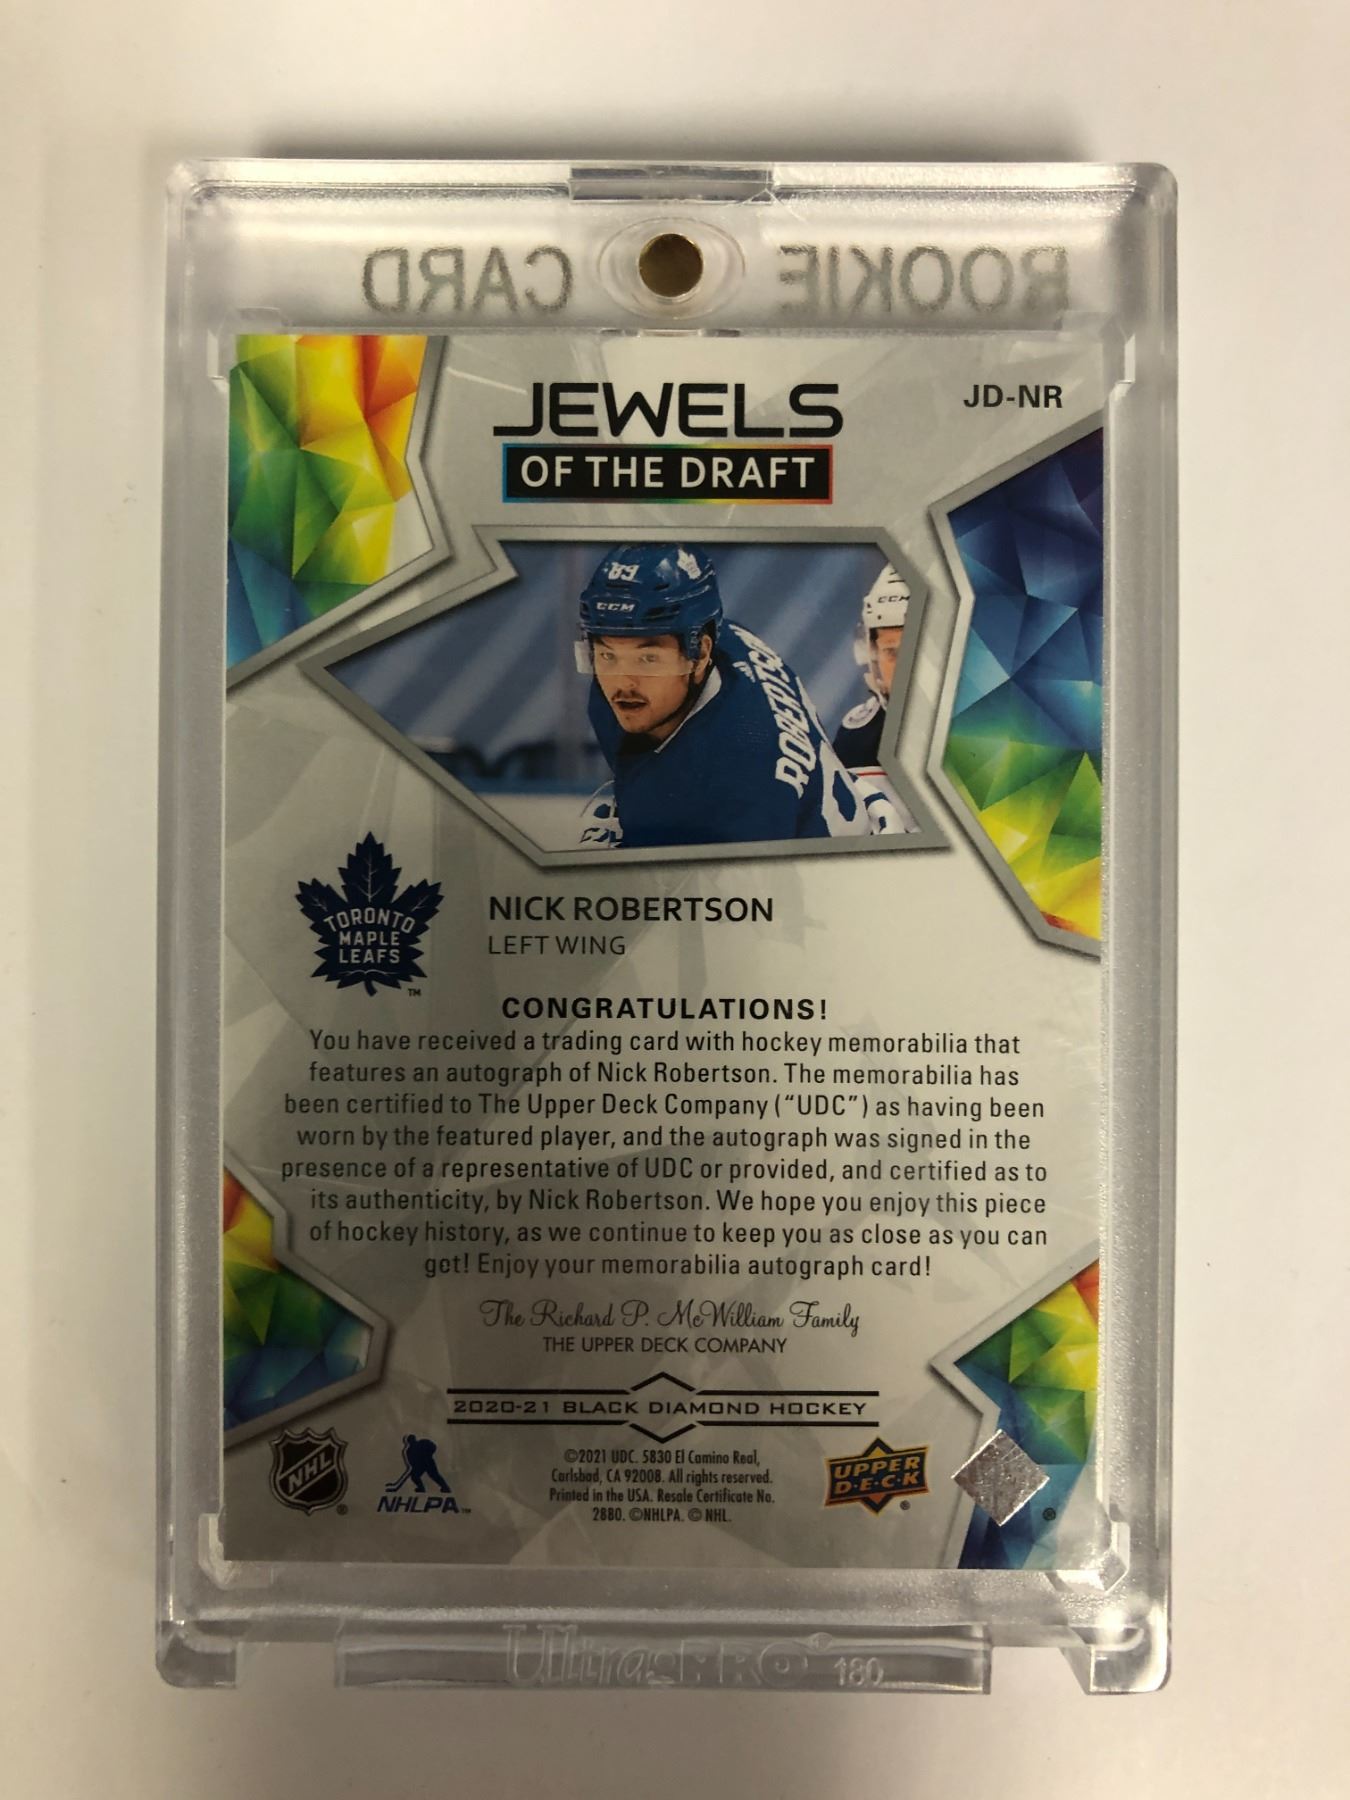 ROOKIE CARD
JEWELS
OF THE DRAFT
JD-NR
89
CCM
CCM
ROBERTSON
TORONTO
MAPLE
LEAFS
™
NICK ROBERTSON
LEFT WING
CONGRATULATIONS!
You have received a trading card with hockey memorabilia that
features an autograph of Nick Robertson. The memorabilia has
been certified to The Upper Deck Company (“UDC”) as having been
worn by the featured player, and the autograph was signed in the
presence of a representative of UDC or provided, and certified as to
its authenticity, by Nick Robertson. We hope you enjoy this piece
of hockey history, as we continue to keep you as close as you can
get! Enjoy your memorabilia autograph card!
The Richard P. McWilliam Family
THE UPPER DECK COMPANY
2020-21 BLACK DIAMOND HOCKEY
NHL ®
NHLPA™
©2021 UDC. 5830 El Camino Real,
Carlsbad, CA 92008. All rights reserved.
Printed in the USA. Resale Certificate No.
2880. ©NHLPA. © NHL.
UPPER
D·E·C·K
®
®
Ultra PRO® 180